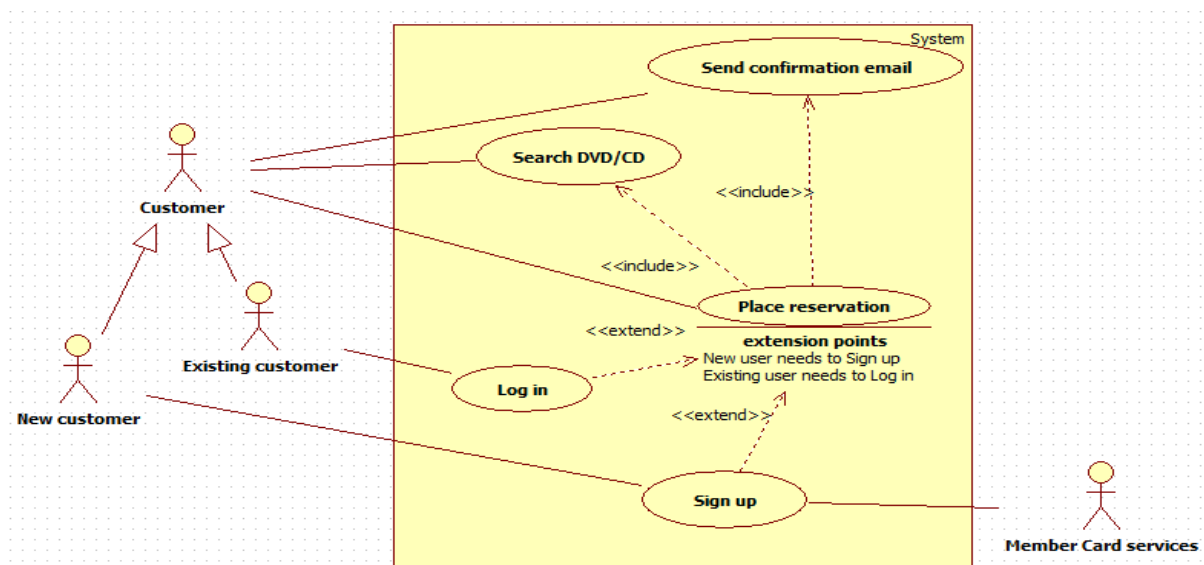 System
Send confirmation email
Search DVD/CD
<<include>>
Customer
<<include>>
Place reservation
<<extend>>
extension points
New user needs to Sign up
Existing user needs to Log in
Existing customer
Log in
New customer
<<extend>>
Sign up
Member Card services